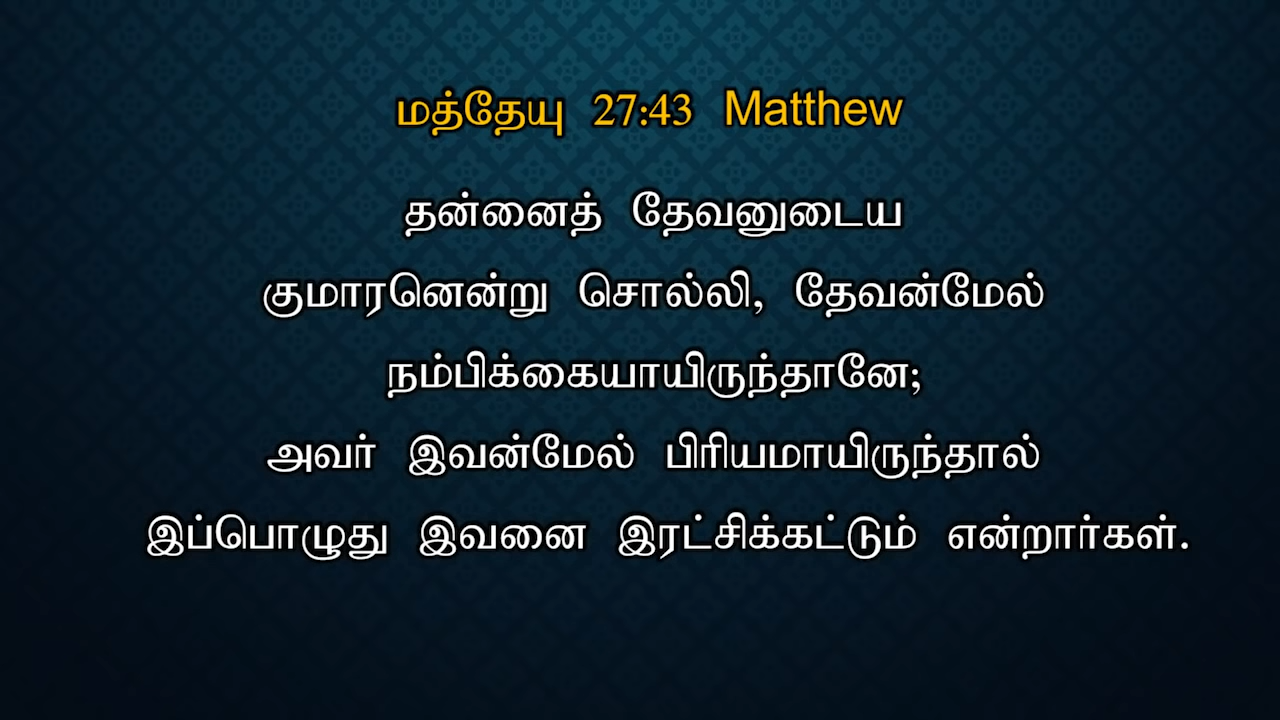 மத்தேயு 27:43 Matthew
தன்னைத் தேவனுடைய
குமாரனென்று சொல்லி, தேவன்மேல்
நம்பிக்கையாயிருந்தானே;
அவர் இவன்மேல் பிரியமாயிருந்தால்
இப்பொழுது இவனை இரட்சிக்கட்டும் என்றார்கள்.